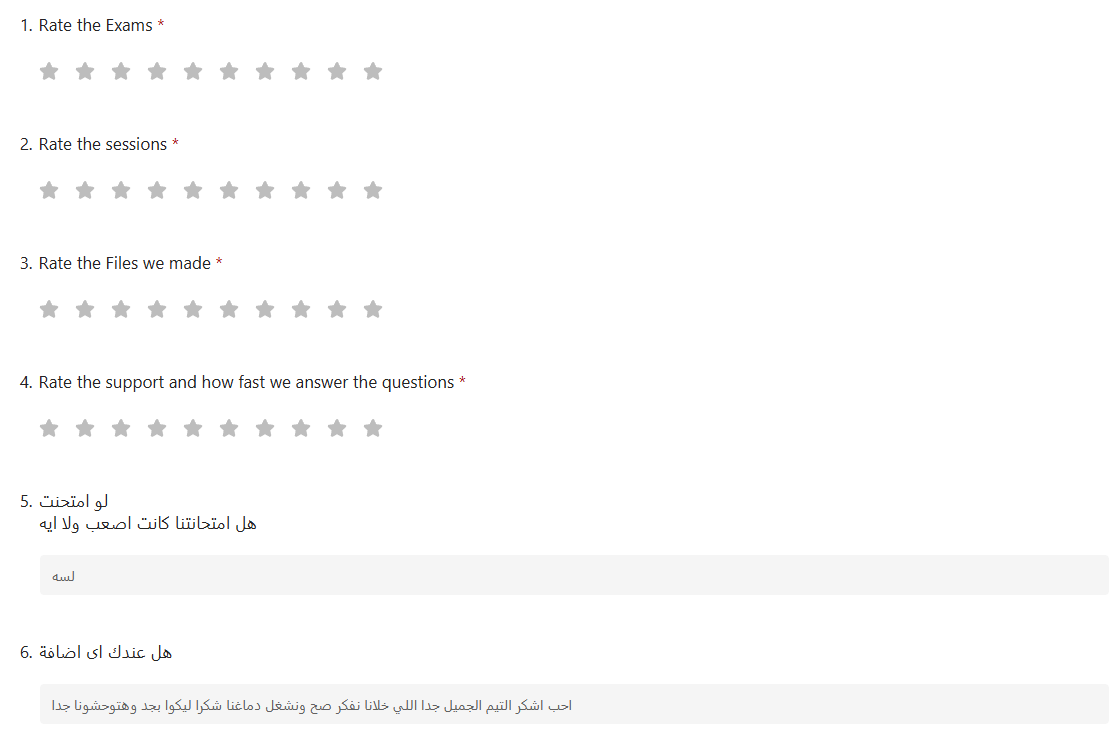 1. Rate the Exams *
2. Rate the sessions *
3. Rate the Files we made *
4. Rate the support and how fast we answer the questions *
5. لو امتحنت
هل امتحانتنا كانت اصعب ولا ايه
لسه
6. هل عندك اى اضافة
احب اشكر التيم الجميل جدا اللي خلانا نفكر صح ونشغل دماغنا شكرا ليكوا بجد وهتوحشونا جدا